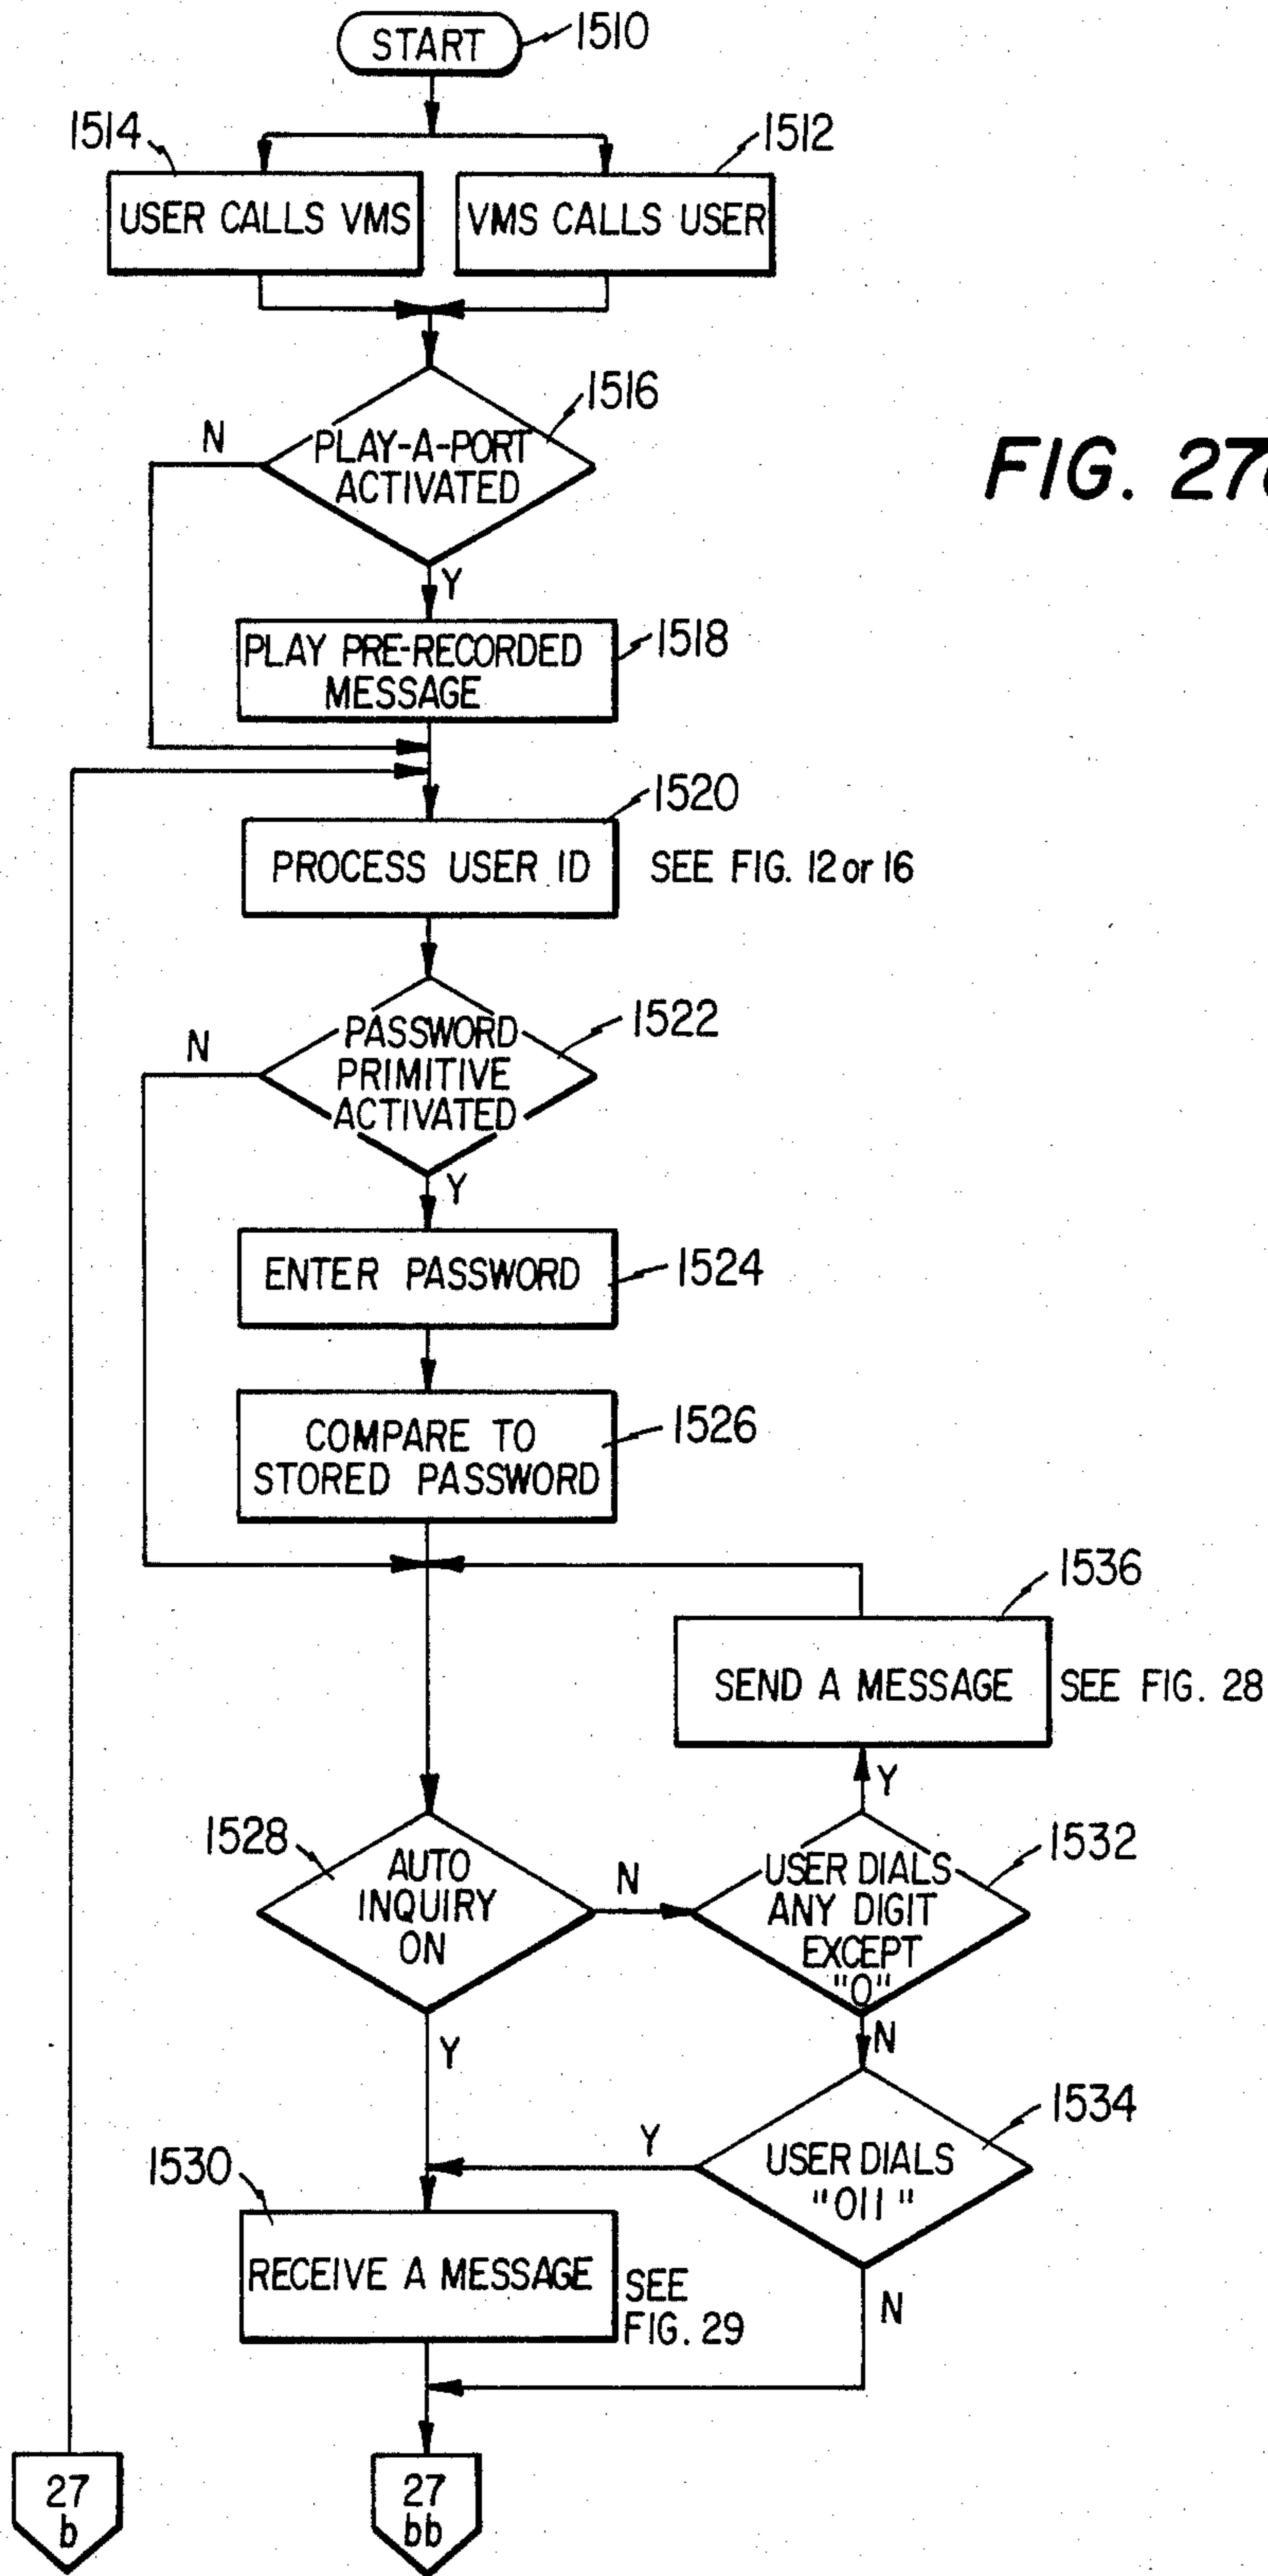 START
1510
1514
1512
USER CALLS VMS
VMS CALLS USER
1516
N
PLAY-A-PORT
ACTIVATED
FIG. 27
Y
PLAY PRE-RECORDED
MESSAGE
1518
1520
PROCESS USER ID
SEE FIG. 12 or 16
1522
N
PASSWORD
PRIMITIVE
ACTIVATED
Y
ENTER PASSWORD
1524
COMPARE TO
STORED PASSWORD
1526
1536
SEND A MESSAGE
SEE FIG. 28
Y
1528
AUTO
INQUIRY
ON
N
1532
USER DIALS
ANY DIGIT
EXCEPT
"0"
N
Y
1534
USER DIALS
"011"
Y
N
1530
RECEIVE A MESSAGE
SEE
FIG. 29
27
b
27
bb